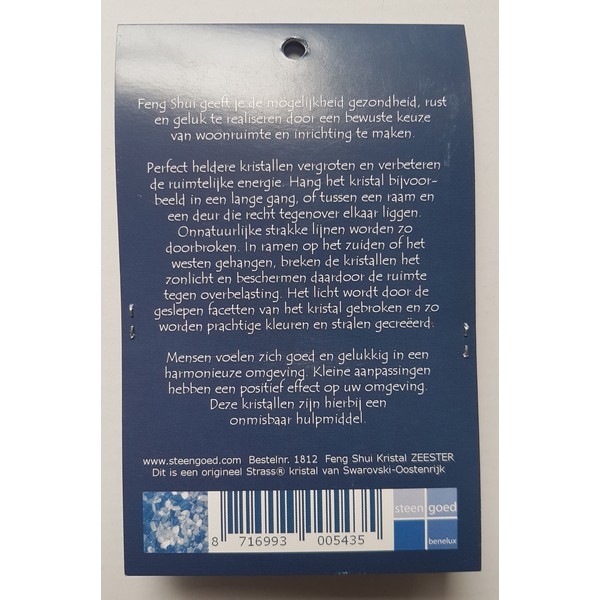 Feng Shui geeft je de mogelijkheid gezondheid, rust
en geluk te realiseren door een bewuste keuze
van woonruimte en inrichting te maken.
Perfect heldere kristallen vergroten en verbeteren
de ruimtelijke energie. Hang het kristal bijvoor-
beeld in een lange gang, of tussen een raam en
een deur die recht tegenover elkaar liggen.
Onnatuurlijke strakke lijnen worden zo
doorbroken. In ramen op het zuiden of het
westen gehangen, breken de kristallen het
zonlicht en beschermen daardoor de ruimte
tegen overbelasting. Het licht wordt door de
geslepen facetten van het kristal gebroken en zo
worden prachtige kleuren en stralen gecreëerd.
Mensen voelen zich goed en gelukkig in een
harmonieuze omgeving. Kleine aanpassingen
hebben een positief effect op uw omgeving.
Deze kristallen zijn hierbij een
onmisbaar hulpmiddel.
www.steengoed.com Bestelnr. 1812 Feng Shui Kristal ZEESTER
Dit is een origineel Strass® kristal van Swarovski-Oostenrijk
steen goed
benelux
8 716993 005435